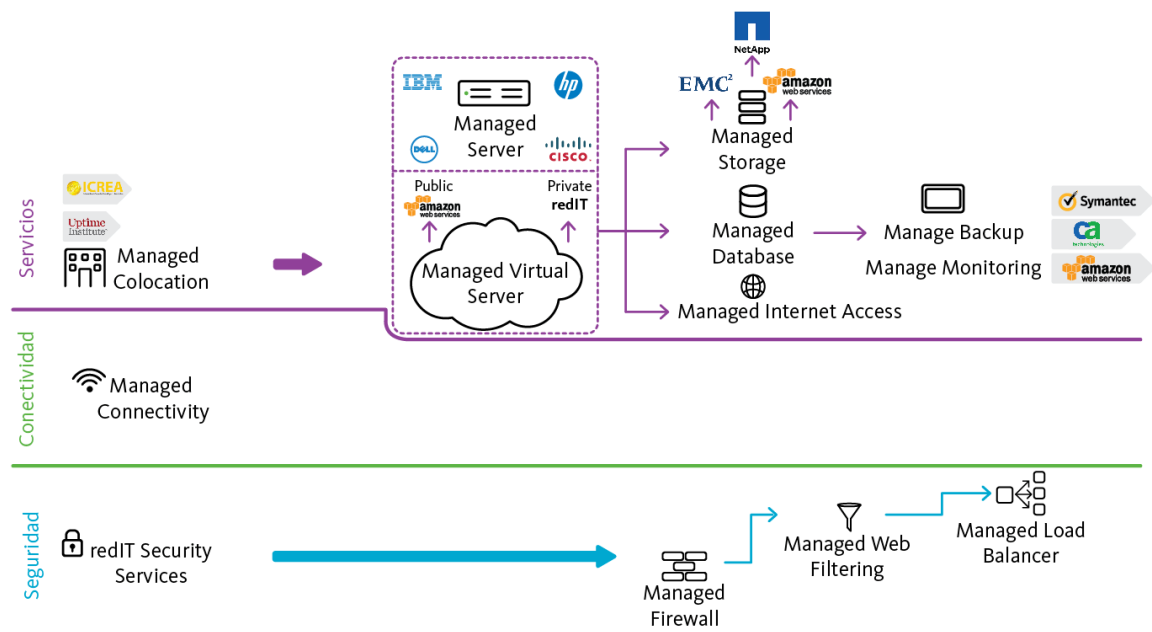 Servicios
ICREA
Uptime
Institute
Managed
Colocation
IBM
hp
Managed
Server
DELL
CISCO
Public
amazon
web services
Private
redIT
Managed Virtual
Server
NetApp
EMC²
amazon
web services
Managed
Storage
Managed
Database
Managed Internet Access
Manage Backup
Manage Monitoring
Symantec
ca
technologies
amazon
web services
Conectividad
Managed
Connectivity
Seguridad
redIT Security
Services
Managed
Firewall
Managed Web
Filtering
Managed Load
Balancer